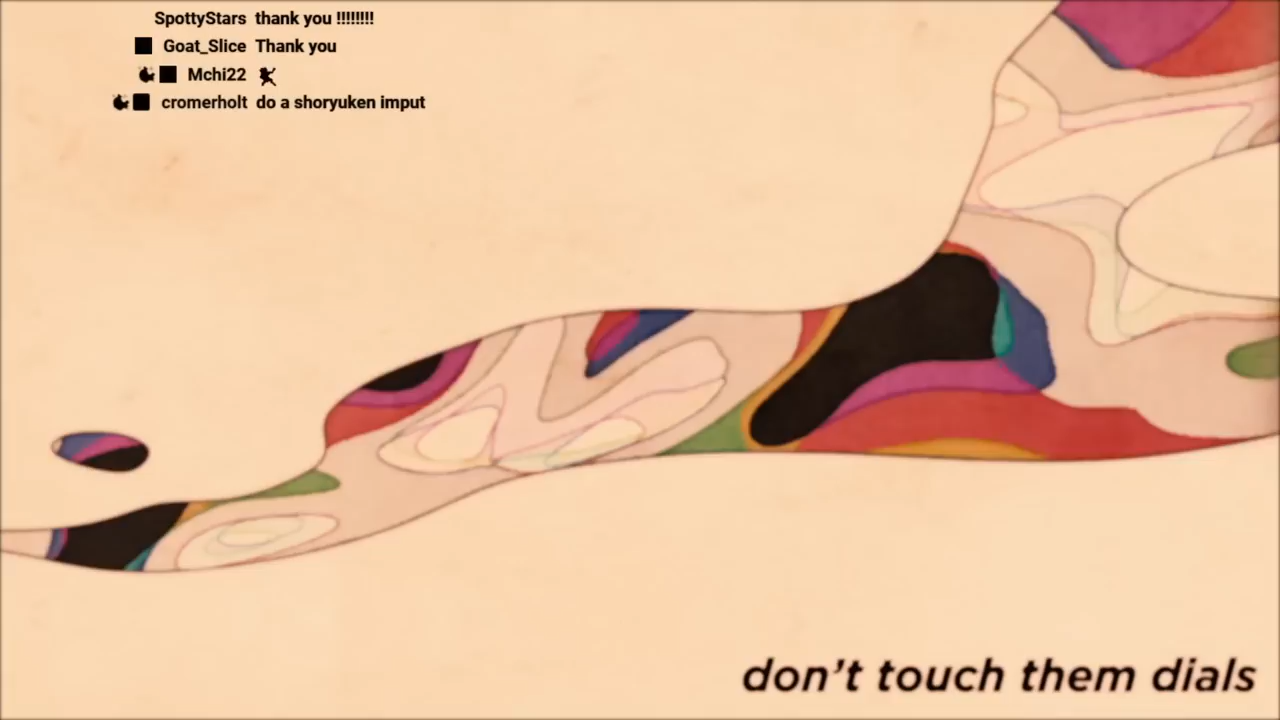 SpottyStars thank you !!!!!!!!
Goat_Slice Thank you
Mchi22
cromerholt do a shoryuken imput
don't touch them dials